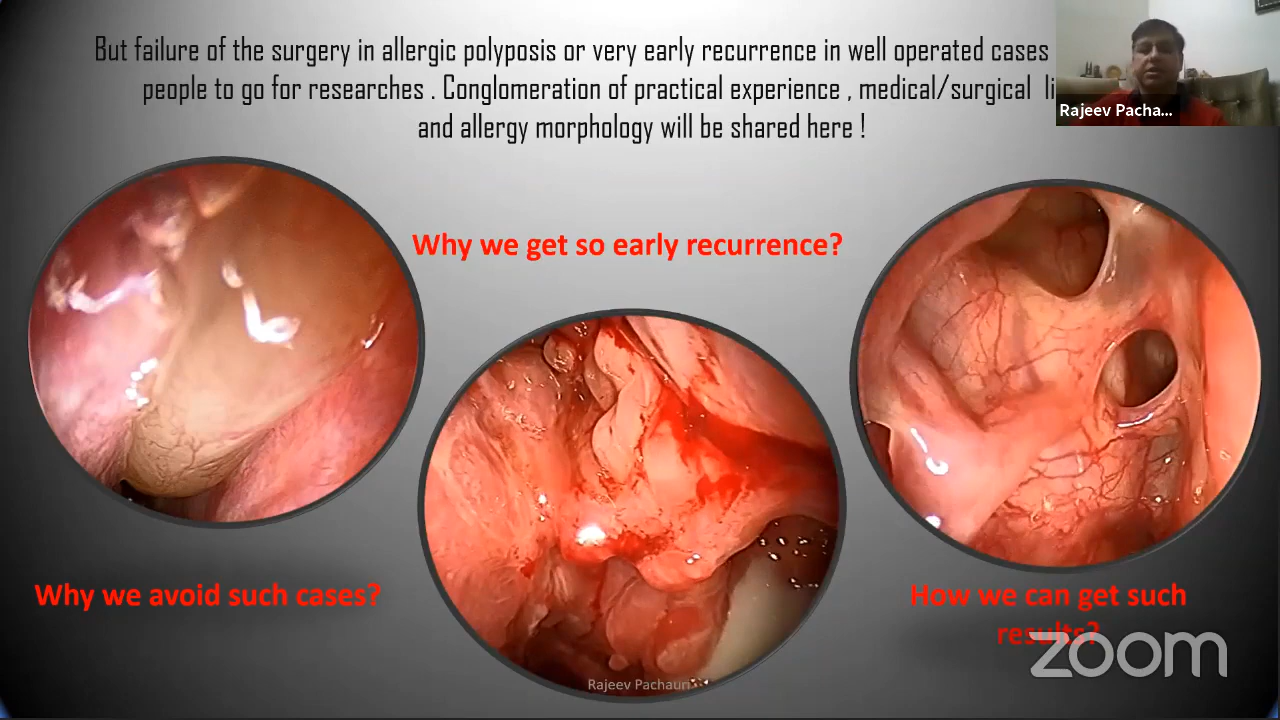 But failure of the surgery in allergic polyposis or very early recurrence in well operated cases
people to go for researches . Conglomeration of practical experience , medical/surgical li
and allergy morphology will be shared here !
Rajeev Pacha...
Why we get so early recurrence?
Why we avoid such cases?
How we can get such
results?
zoom
Rajeev Pachauri